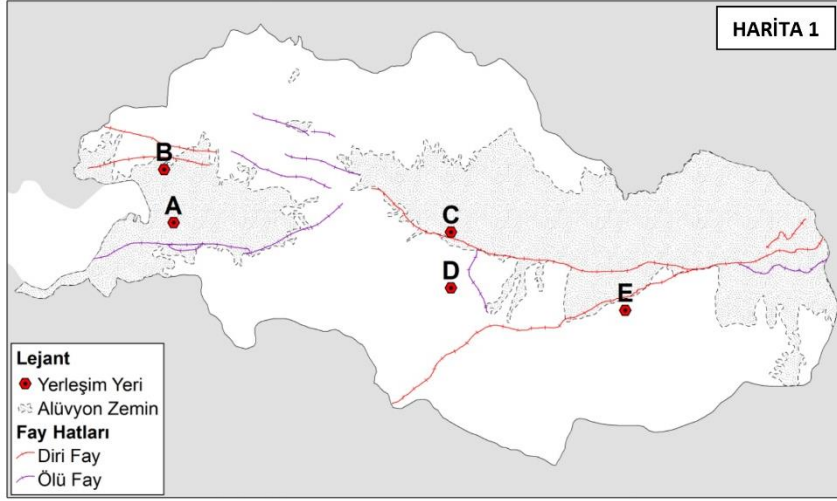 HARİTA 1
B
A
C
D
E
Lejant
Yerleşim Yeri
Alüvyon Zemin
Fay Hatları
Diri Fay
Ölü Fay